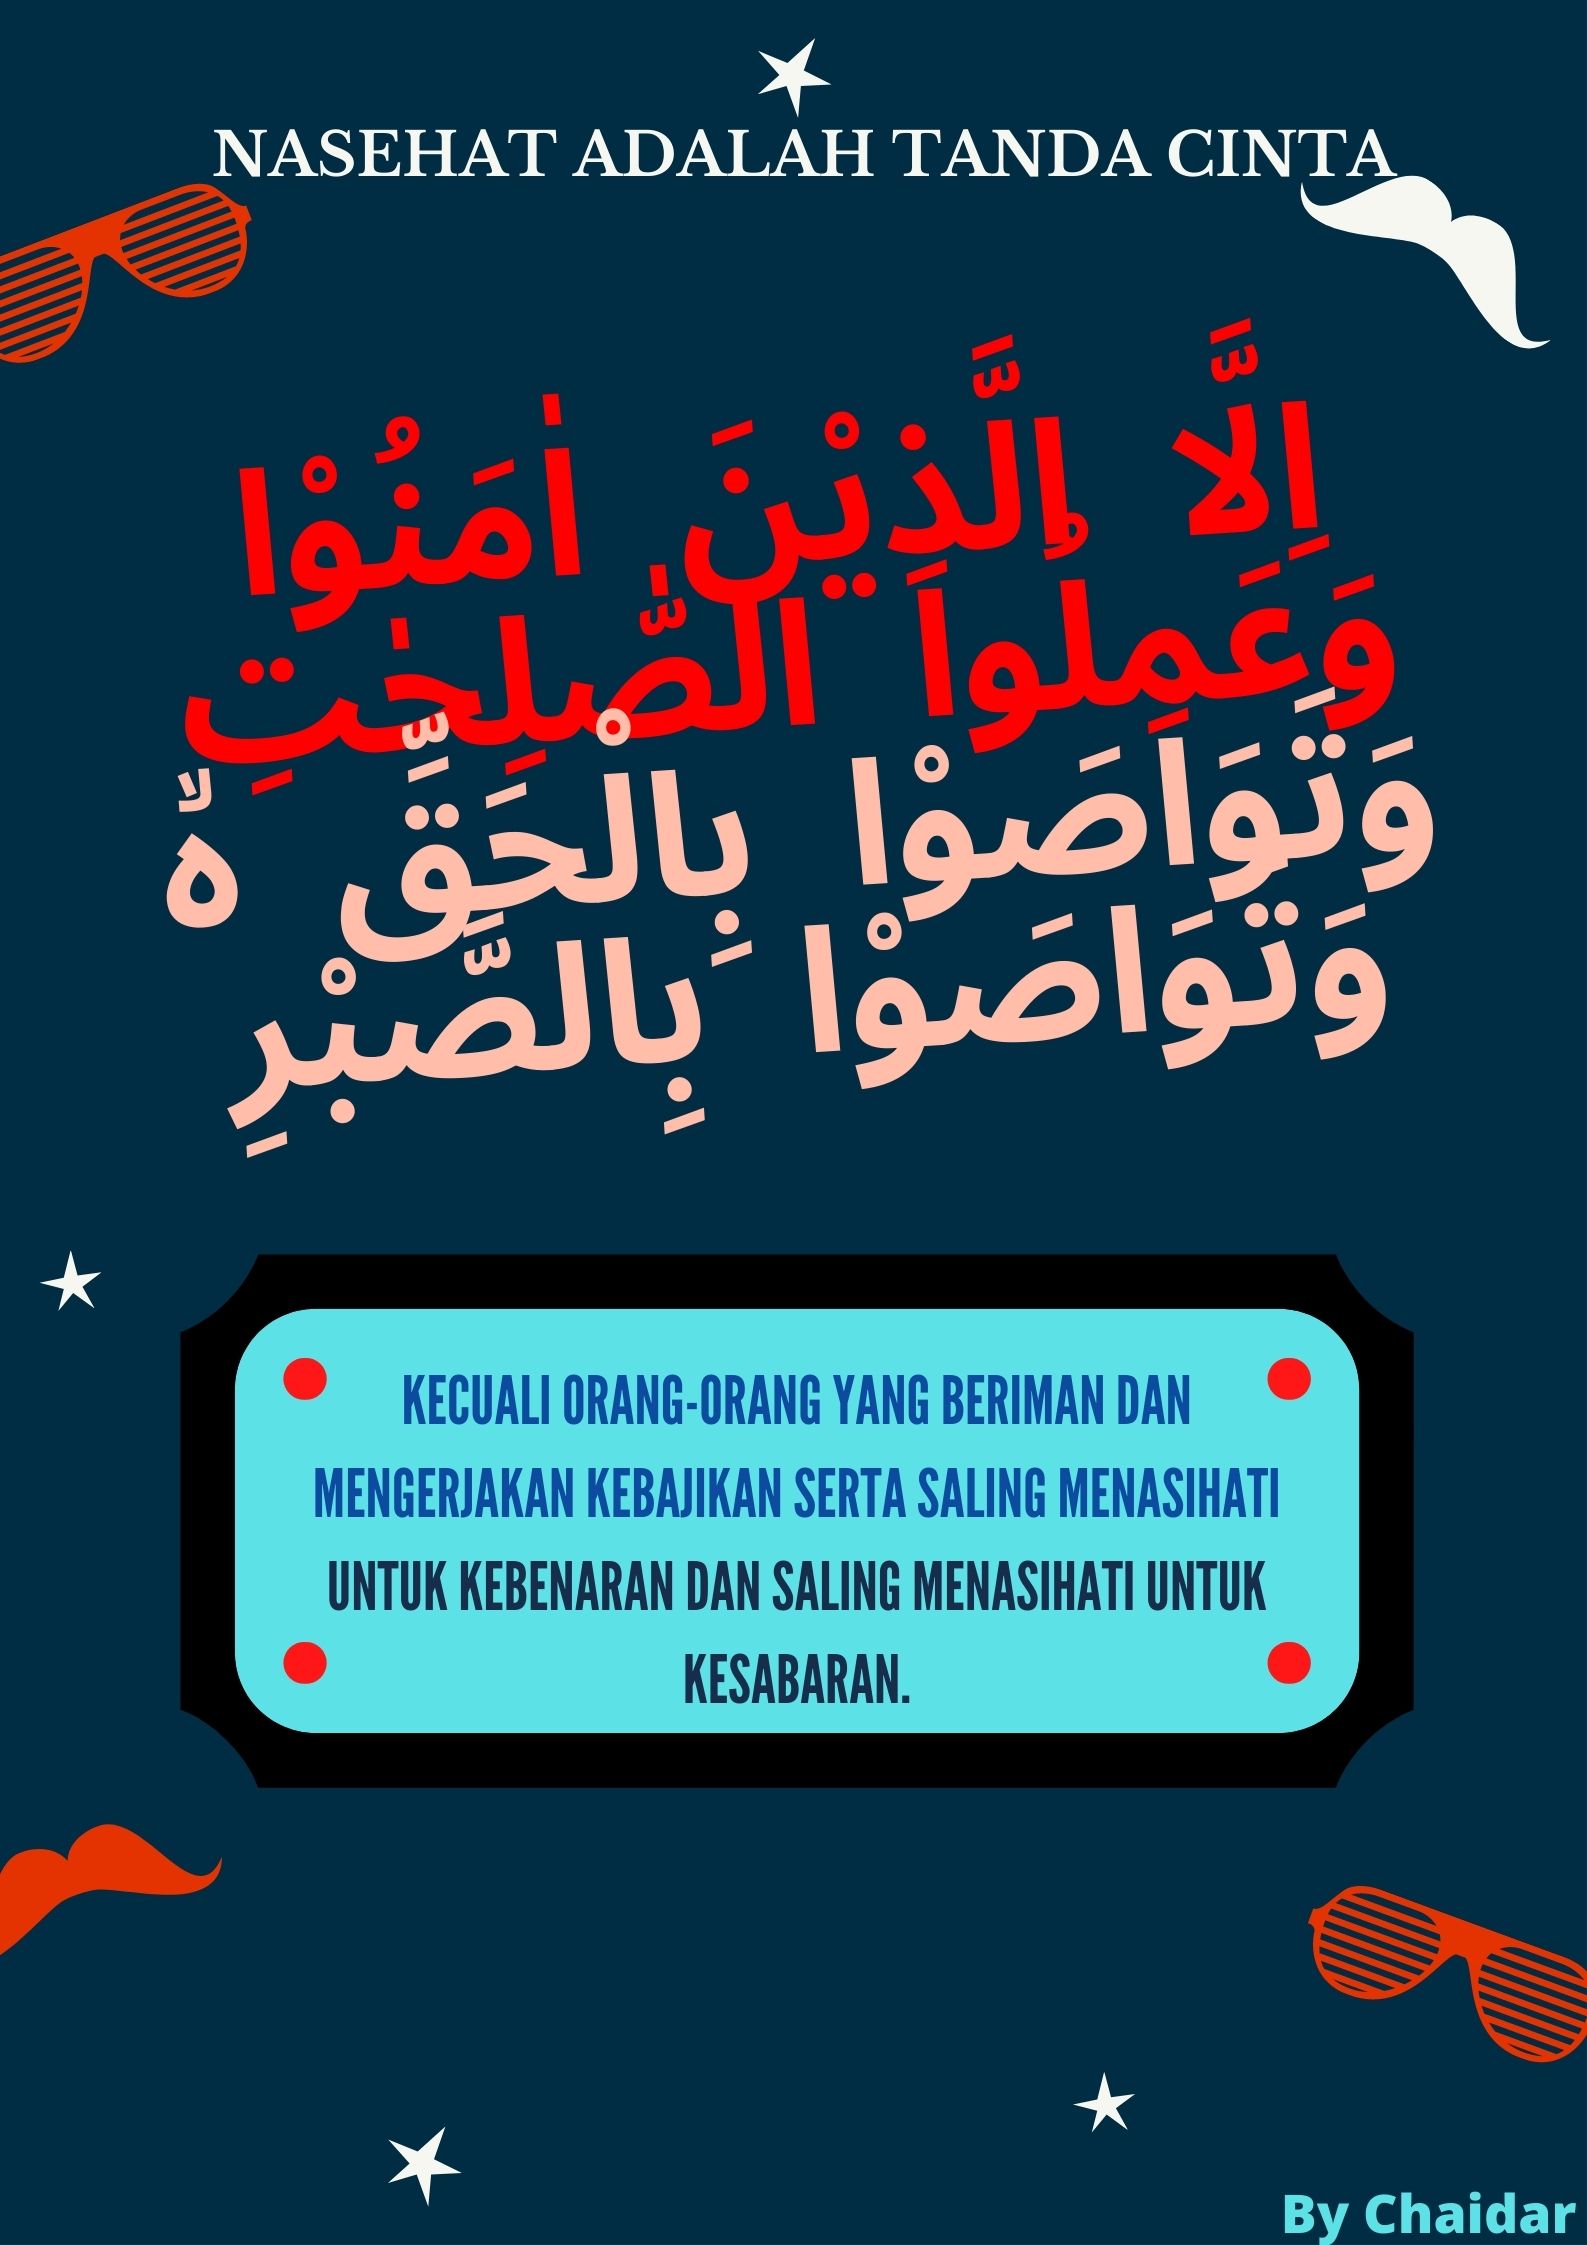 NASEHAT ADALAH TANDA CINTA
اِلَّا الَّذِيْنَ اٰمَنُوْا
وَعَمِلُوا الصّٰلِحٰتِ
وَتَوَاصَوْا بِالْحَقِّ ەۙ
وَتَوَاصَوْا بِالصَّبْرِ
KECUALI ORANG-ORANG YANG BERIMAN DAN
MENGERJAKAN KEBAJIKAN SERTA SALING MENASIHATI
UNTUK KEBENARAN DAN SALING MENASIHATI UNTUK
KESABARAN.
By Chaidar